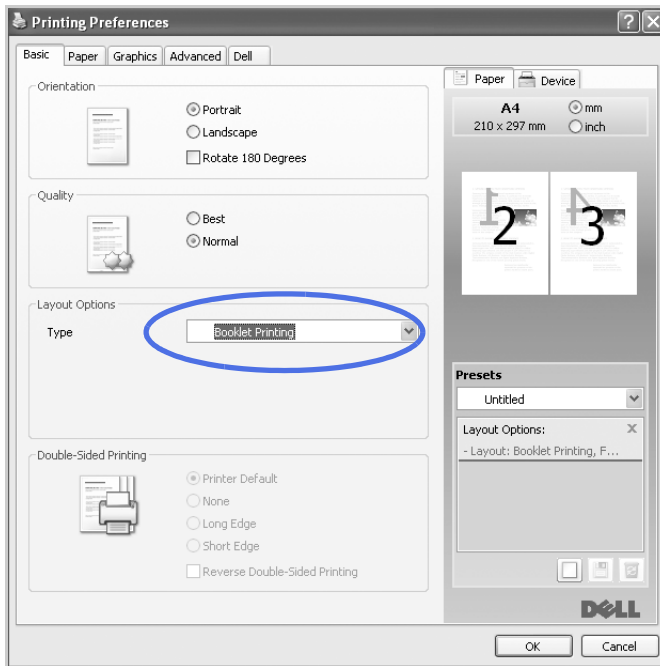 Printing Preferences
Basic
Paper
Graphics
Advanced
Dell
Orientation
Portrait
Landscape
Rotate 180 Degrees
Quality
Best
Normal
Layout Options
Type
Booklet Printing
Double-Sided Printing
Printer Default
None
Long Edge
Short Edge
Reverse Double-Sided Printing
Paper
Device
A4
210 x 297 mm
mm
inch
2
3
Presets
Untitled
Layout Options:
- Layout: Booklet Printing, F...
DELL
OK
Cancel